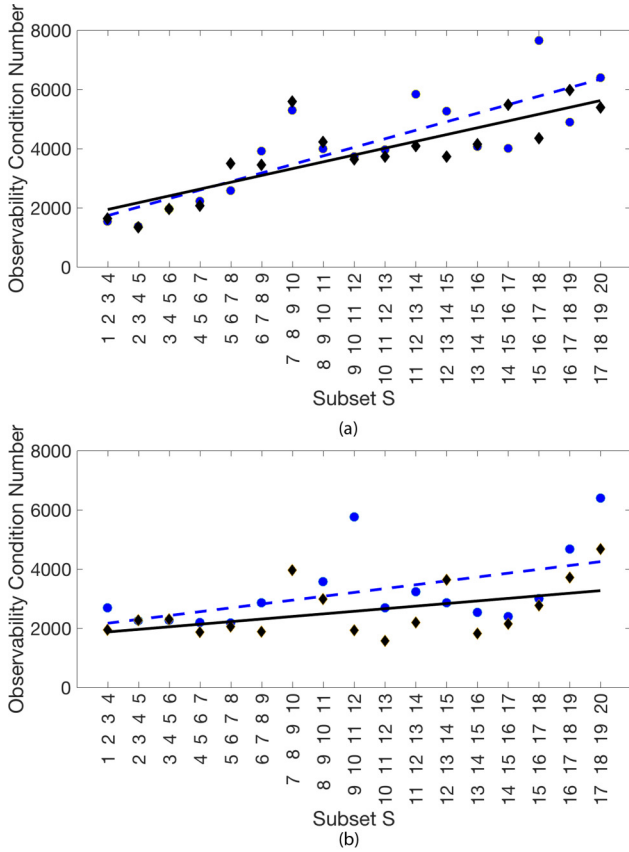 Observability Condition Number
8000
6000
4000
2000
0
1 2 3 4
2 3 4 5
3 4 5 6
4 5 6 7
5 6 7 8
6 7 8 9
7 8 9 10
8 9 10 11
9 10 11 12
10 11 12 13
11 12 13 14
12 13 14 15
13 14 15 16
14 15 16 17
15 16 17 18
16 17 18 19
17 18 19 20
Subset S
(a)
Observability Condition Number
8000
6000
4000
2000
0
1 2 3 4
2 3 4 5
3 4 5 6
4 5 6 7
5 6 7 8
6 7 8 9
7 8 9 10
8 9 10 11
9 10 11 12
10 11 12 13
11 12 13 14
12 13 14 15
13 14 15 16
14 15 16 17
15 16 17 18
16 17 18 19
17 18 19 20
Subset S
(b)